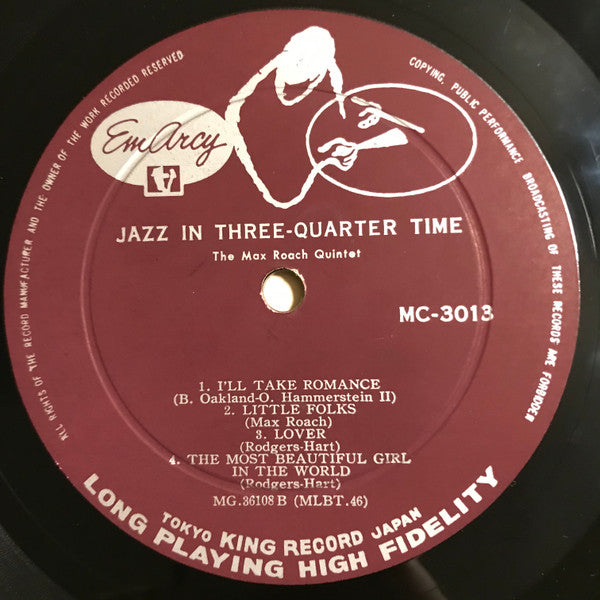 ALL RIGHTS OF THE RECORD MANUFACTURER AND THE OWNER OF THE WORK RECORDED RESERVED
COPYING, PUBLIC PERFORMANCE BROADCASTING OF THESE RECORDS ARE FORBIDDEN
EmArcy
JAZZ IN THREE-QUARTER TIME
The Max Roach Quintet
MC-3013
1. I'LL TAKE ROMANCE
(B. Oakland-O. Hammerstein II)
2. LITTLE FOLKS
(Max Roach)
3. LOVER
(Rodgers-Hart)
4. THE MOST BEAUTIFUL GIRL
IN THE WORLD
(Rodgers-Hart)
MG.36108 B (MLBT.46)
TOKYO KING RECORD JAPAN
LONG PLAYING HIGH FIDELITY